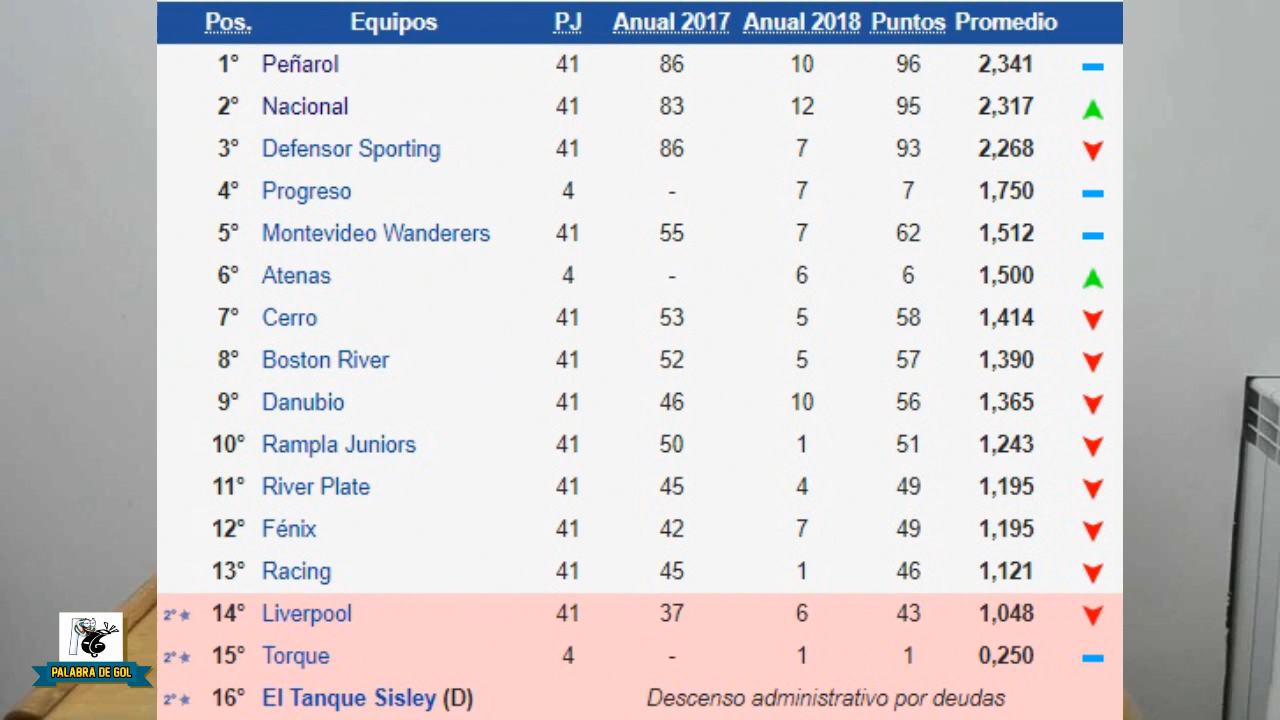 Pos. Equipos PJ Anual 2017 Anual 2018 Puntos Promedio
1° Peñarol 41 86 10 96 2,341
2° Nacional 41 83 12 95 2,317
3° Defensor Sporting 41 86 7 93 2,268
4° Progreso 4 - 7 7 1,750
5° Montevideo Wanderers 41 55 7 62 1,512
6° Atenas 4 - 6 6 1,500
7° Cerro 41 53 5 58 1,414
8° Boston River 41 52 5 57 1,390
9° Danubio 41 46 10 56 1,365
10° Rampla Juniors 41 50 1 51 1,243
11° River Plate 41 45 4 49 1,195
12° Fénix 41 42 7 49 1,195
13° Racing 41 45 1 46 1,121
2° 14° Liverpool 41 37 6 43 1,048
2° 15° Torque 4 - 1 1 0,250
2° 16° El Tanque Sisley (D) Descenso administrativo por deudas
PALABRA DE GOL